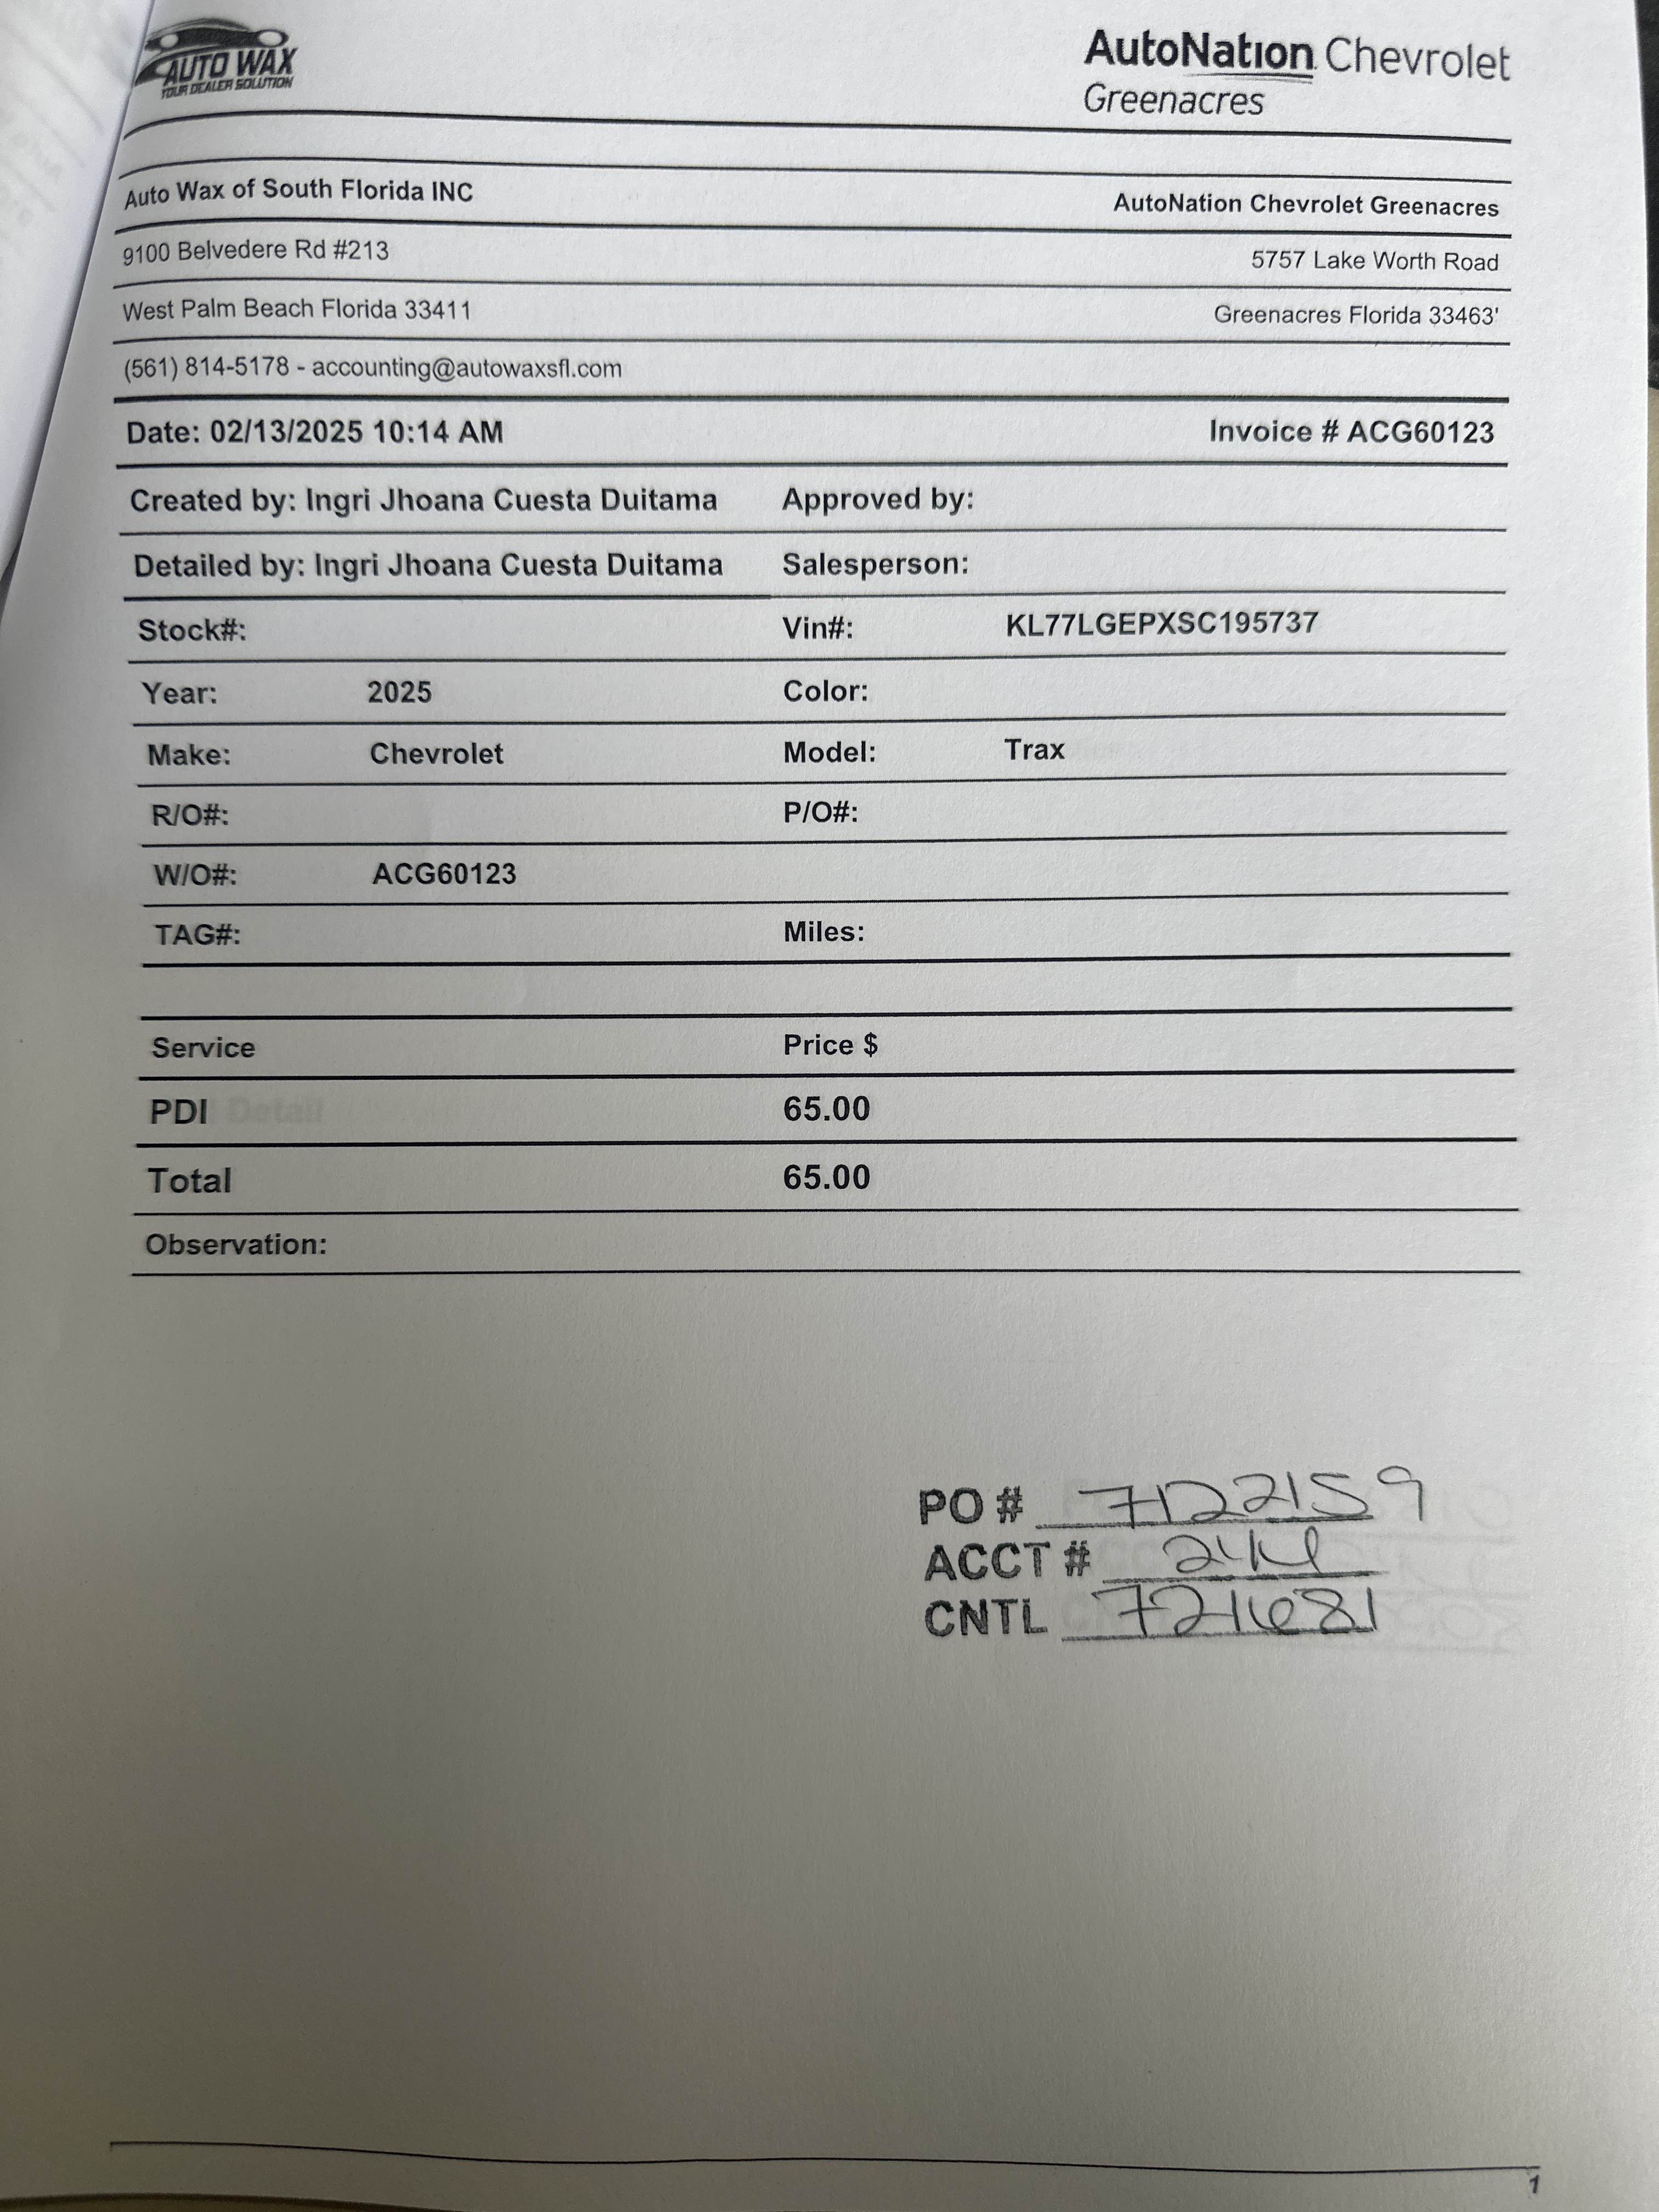 AUTO WAX
YOUR DEALER SOLUTION
AutoNation Chevrolet
Greenacres
Auto Wax of South Florida INC
AutoNation Chevrolet Greenacres
9100 Belvedere Rd #213
5757 Lake Worth Road
West Palm Beach Florida 33411
Greenacres Florida 33463'
(561) 814-5178 - accounting@autowaxsfl.com
Date: 02/13/2025 10:14 AM Invoice # ACG60123
Created by: Ingri Jhoana Cuesta Duitama Approved by:
Detailed by: Ingri Jhoana Cuesta Duitama Salesperson:
Stock#: Vin#: KL77LGEPXSC195737
Year: 2025 Color:
Make: Chevrolet Model: Trax
R/O#: P/O#:
W/O#: ACG60123
TAG#: Miles:
Service Price $
PDI 65.00
Total 65.00
Observation:
PO # 7122159
ACCT #
CNTL 721681
1